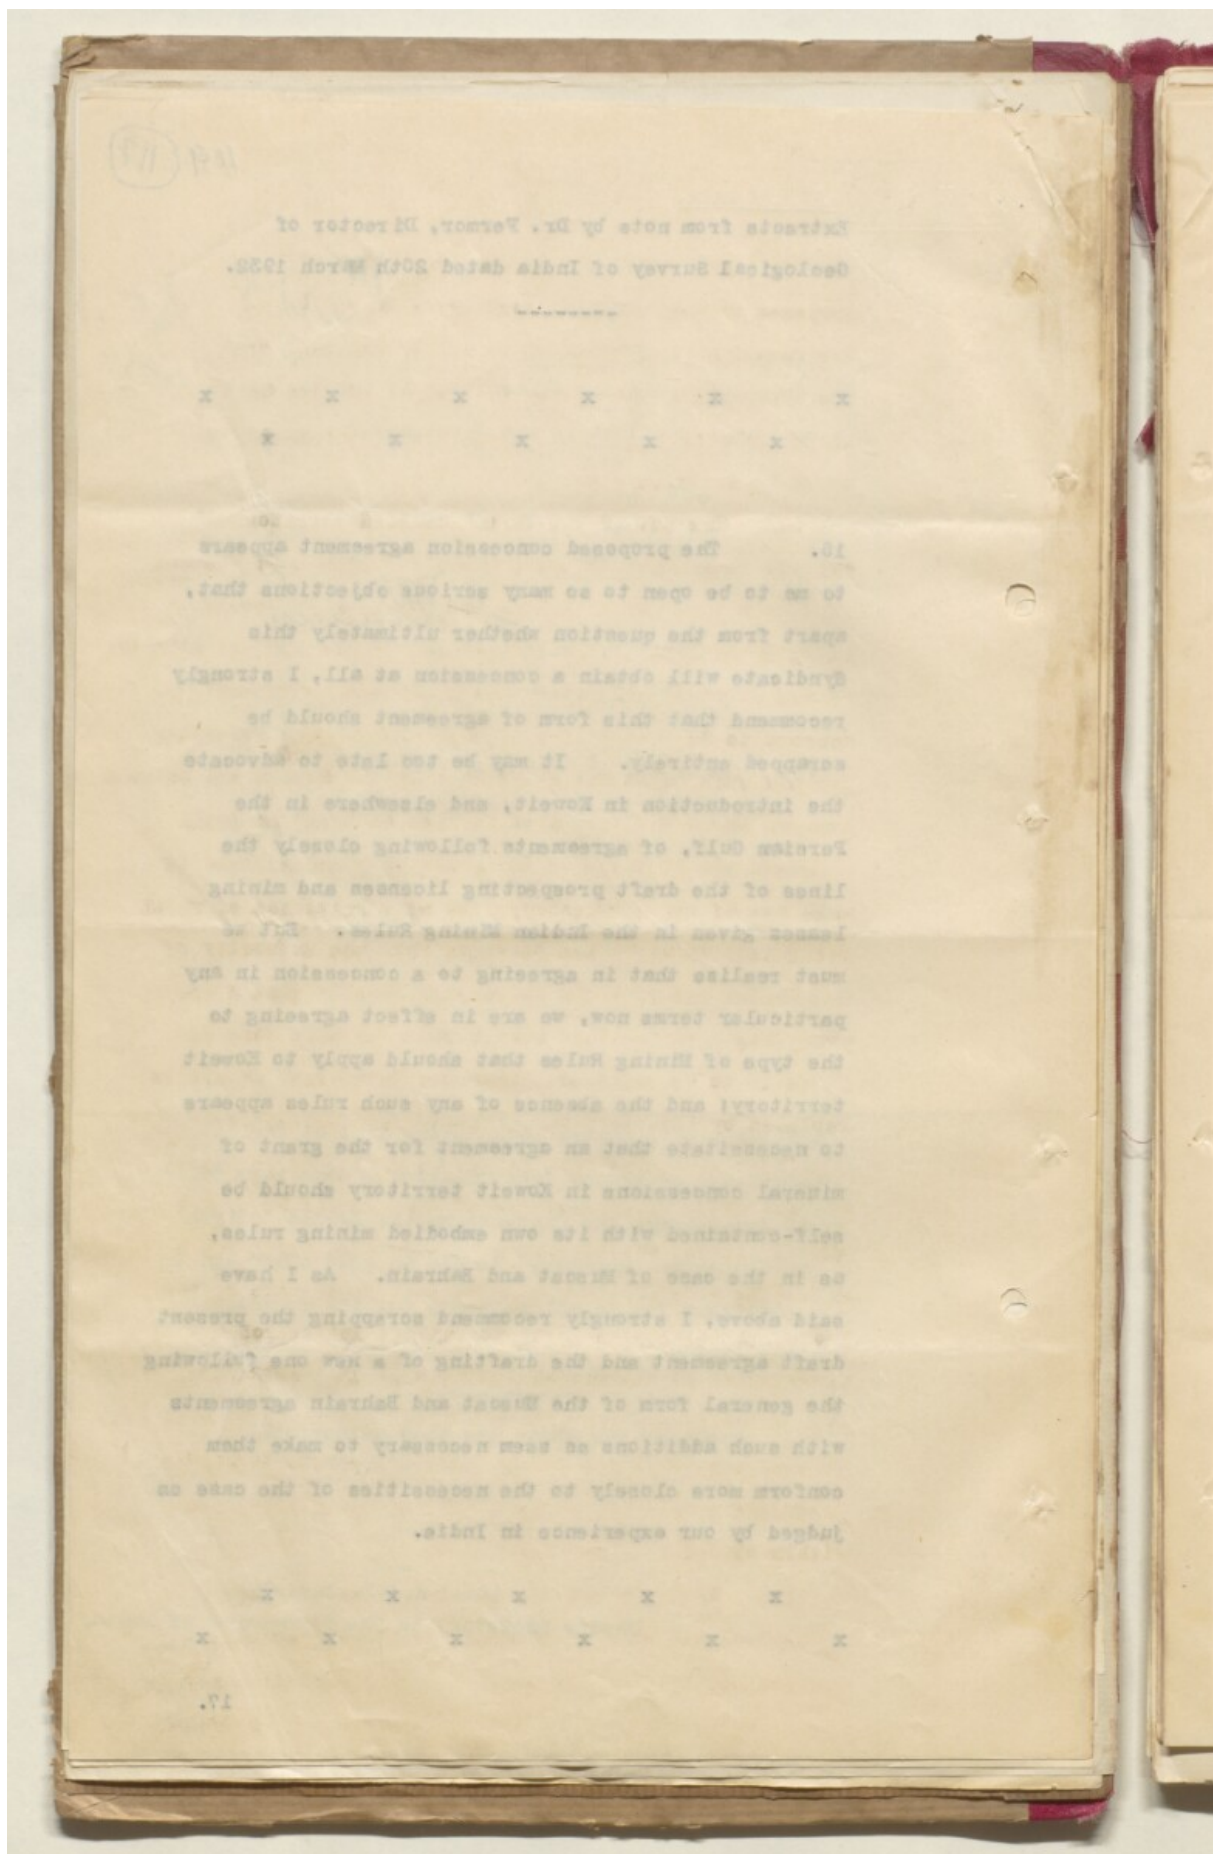 Extracts from note by Dr. Fermor, Director of
Geological Survey of India dated 20th March 1932.
--------
x x x x x x
x x x x x
16. The proposed concession agreement appears
to me to be open to so many serious objections that,
apart from the question whether ultimately this
Syndicate will obtain a concession at all, I strongly
recommend that this form of agreement should be
scrapped entirely. It may be too late to advocate
the introduction in Koweit, and elsewhere in the
Persian Gulf, of agreements following closely the
lines of the draft prospecting licenses and mining
leases given in the Indian Mining Rules. But we
must realise that in agreeing to a concession in any
particular terms now, we are in effect agreeing to
the type of Mining Rules that should apply to Koweit
territory; and the absence of any such rules appears
to necessitate that an agreement for the grant of
mineral concessions in Koweit territory should be
self-contained with its own embodied mining rules,
as in the case of Muscat and Bahrain. As I have
said above, I strongly recommend scrapping the present
draft agreement and the drafting of a new one following
the general form of the Muscat and Bahrain agreements
with such additions as seem necessary to make them
conform more closely to the necessities of the case as
judged by our experience in India.
x x x x x
x x x x x x
17.